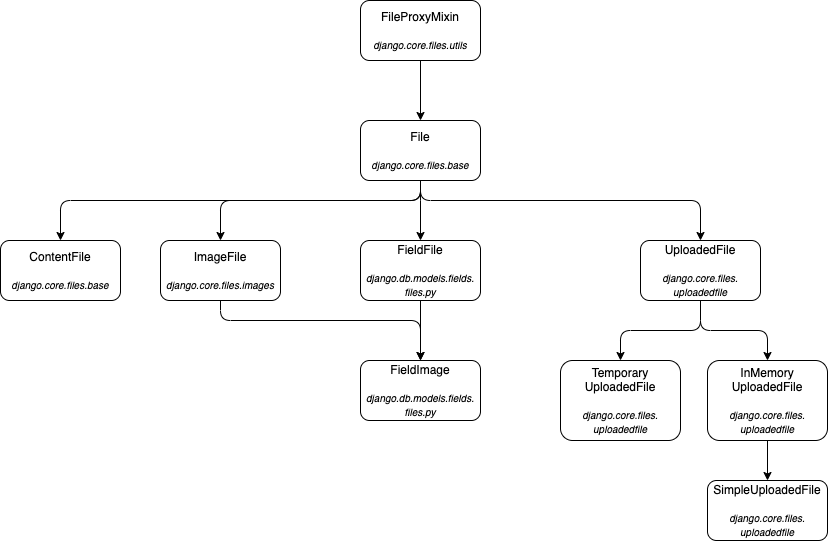 FileProxyMixin
django.core.files.utils
File
django.core.files.base
ContentFile
django.core.files.base
ImageFile
django.core.files.images
FieldFile
django.db.models.fields.
files.py
UploadedFile
django.core.files.
uploadedfile
FieldImage
django.db.models.fields.
files.py
Temporary
UploadedFile
django.core.files.
uploadedfile
InMemory
UploadedFile
django.core.files.
uploadedfile
SimpleUploadedFile
django.core.files.
uploadedfile